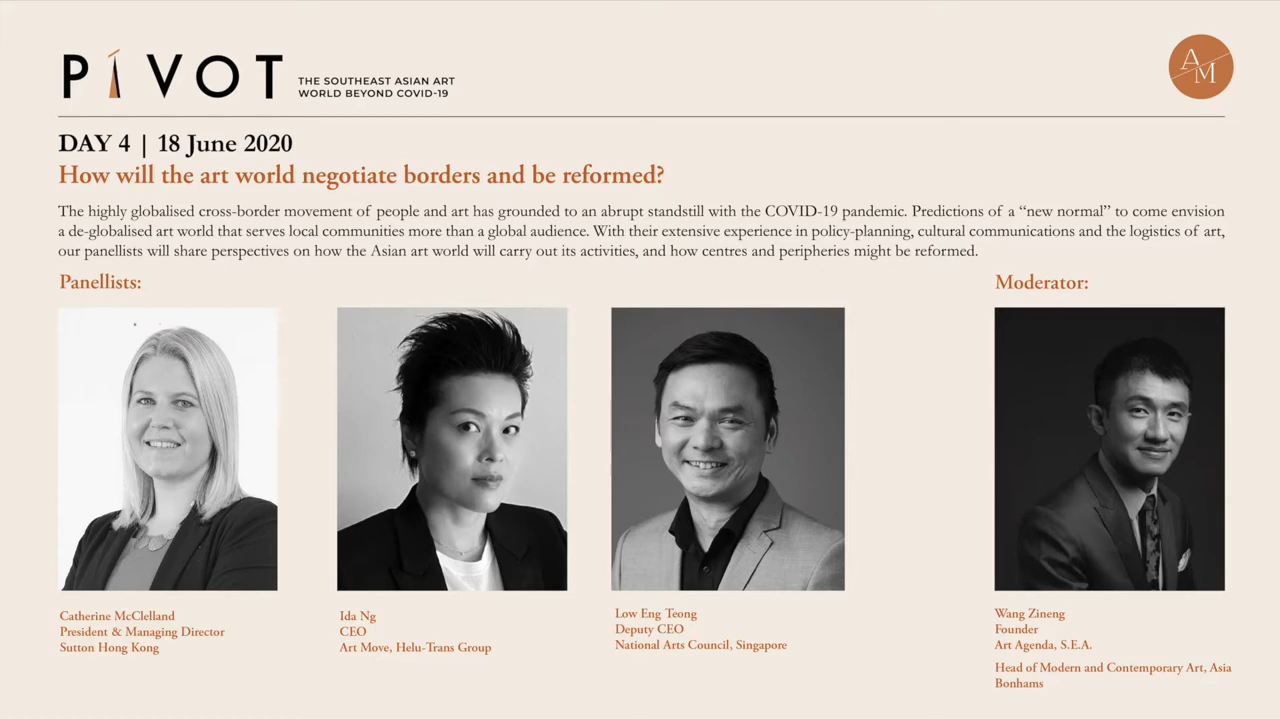 PIVOT
THE SOUTHEAST ASIAN ART
WORLD BEYOND COVID-19
AM
DAY 4 | 18 June 2020
How will the art world negotiate borders and be reformed?
The highly globalised cross-border movement of people and art has grounded to an abrupt standstill with the COVID-19 pandemic. Predictions of a “new normal” to come envision
a de-globalised art world that serves local communities more than a global audience. With their extensive experience in policy-planning, cultural communications and the logistics of art,
our panellists will share perspectives on how the Asian art world will carry out its activities, and how centres and peripheries might be reformed.
Panellists:
Moderator:
Catherine McClelland
President & Managing Director
Sutton Hong Kong
Ida Ng
CEO
Art Move, Helu-Trans Group
Low Eng Teong
Deputy CEO
National Arts Council, Singapore
Wang Zineng
Founder
Art Agenda, S.E.A.
Head of Modern and Contemporary Art, Asia
Bonhams